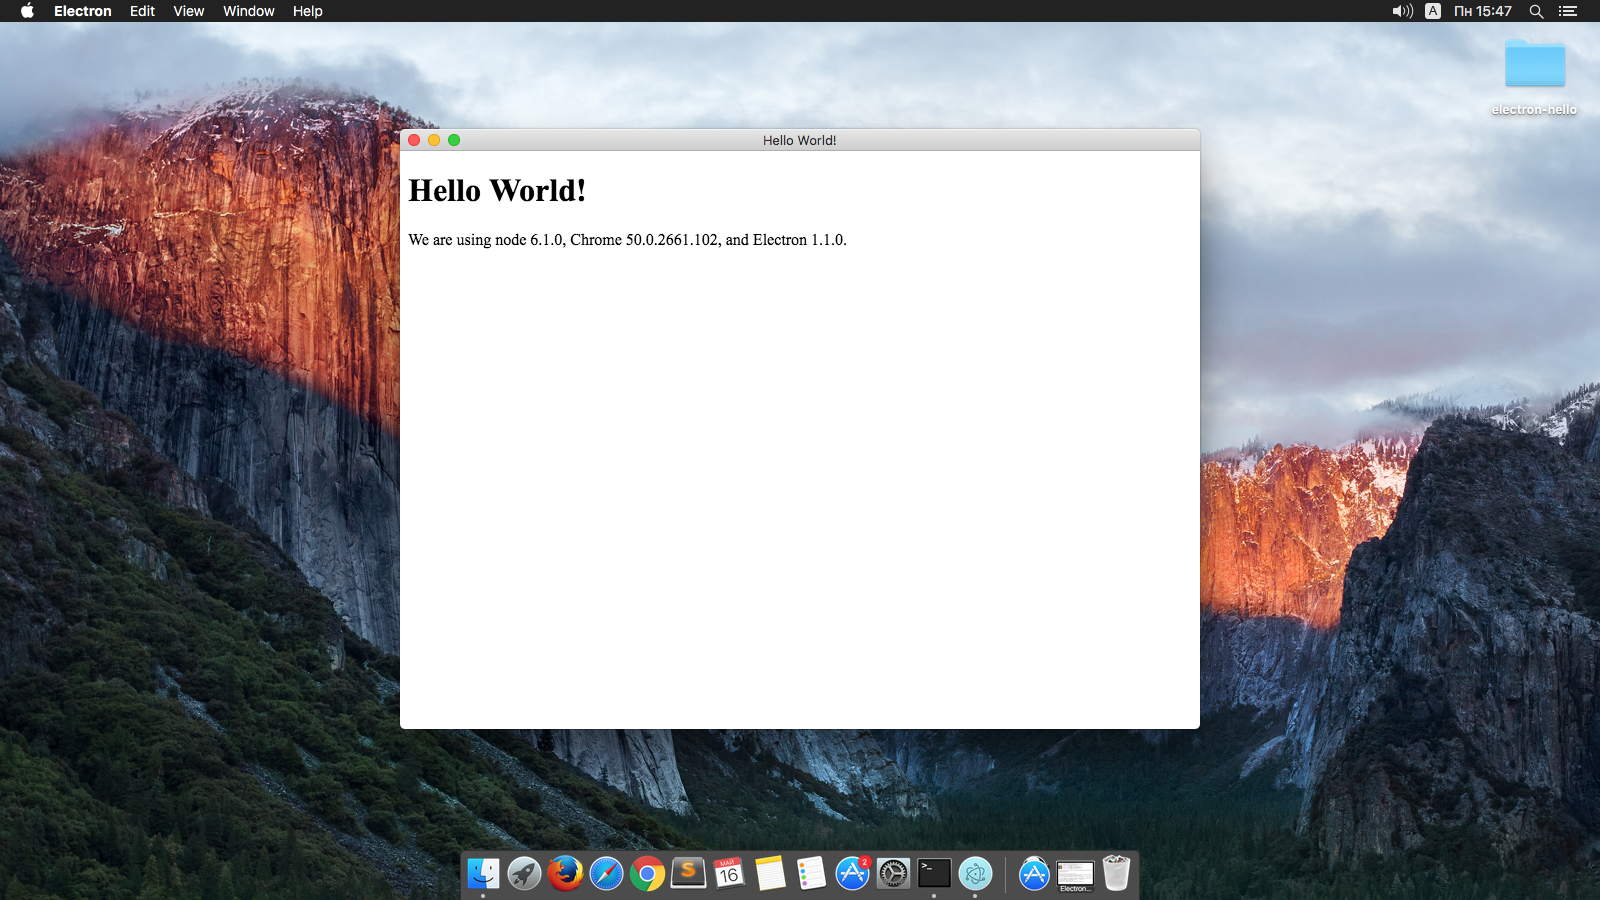 Electron Edit View Window Help
A Пн 15:47
electron-hello
Hello World!
Hello World!
We are using node 6.1.0, Chrome 50.0.2661.102, and Electron 1.1.0.
МАЙ
16
2
S
>_
Electron...